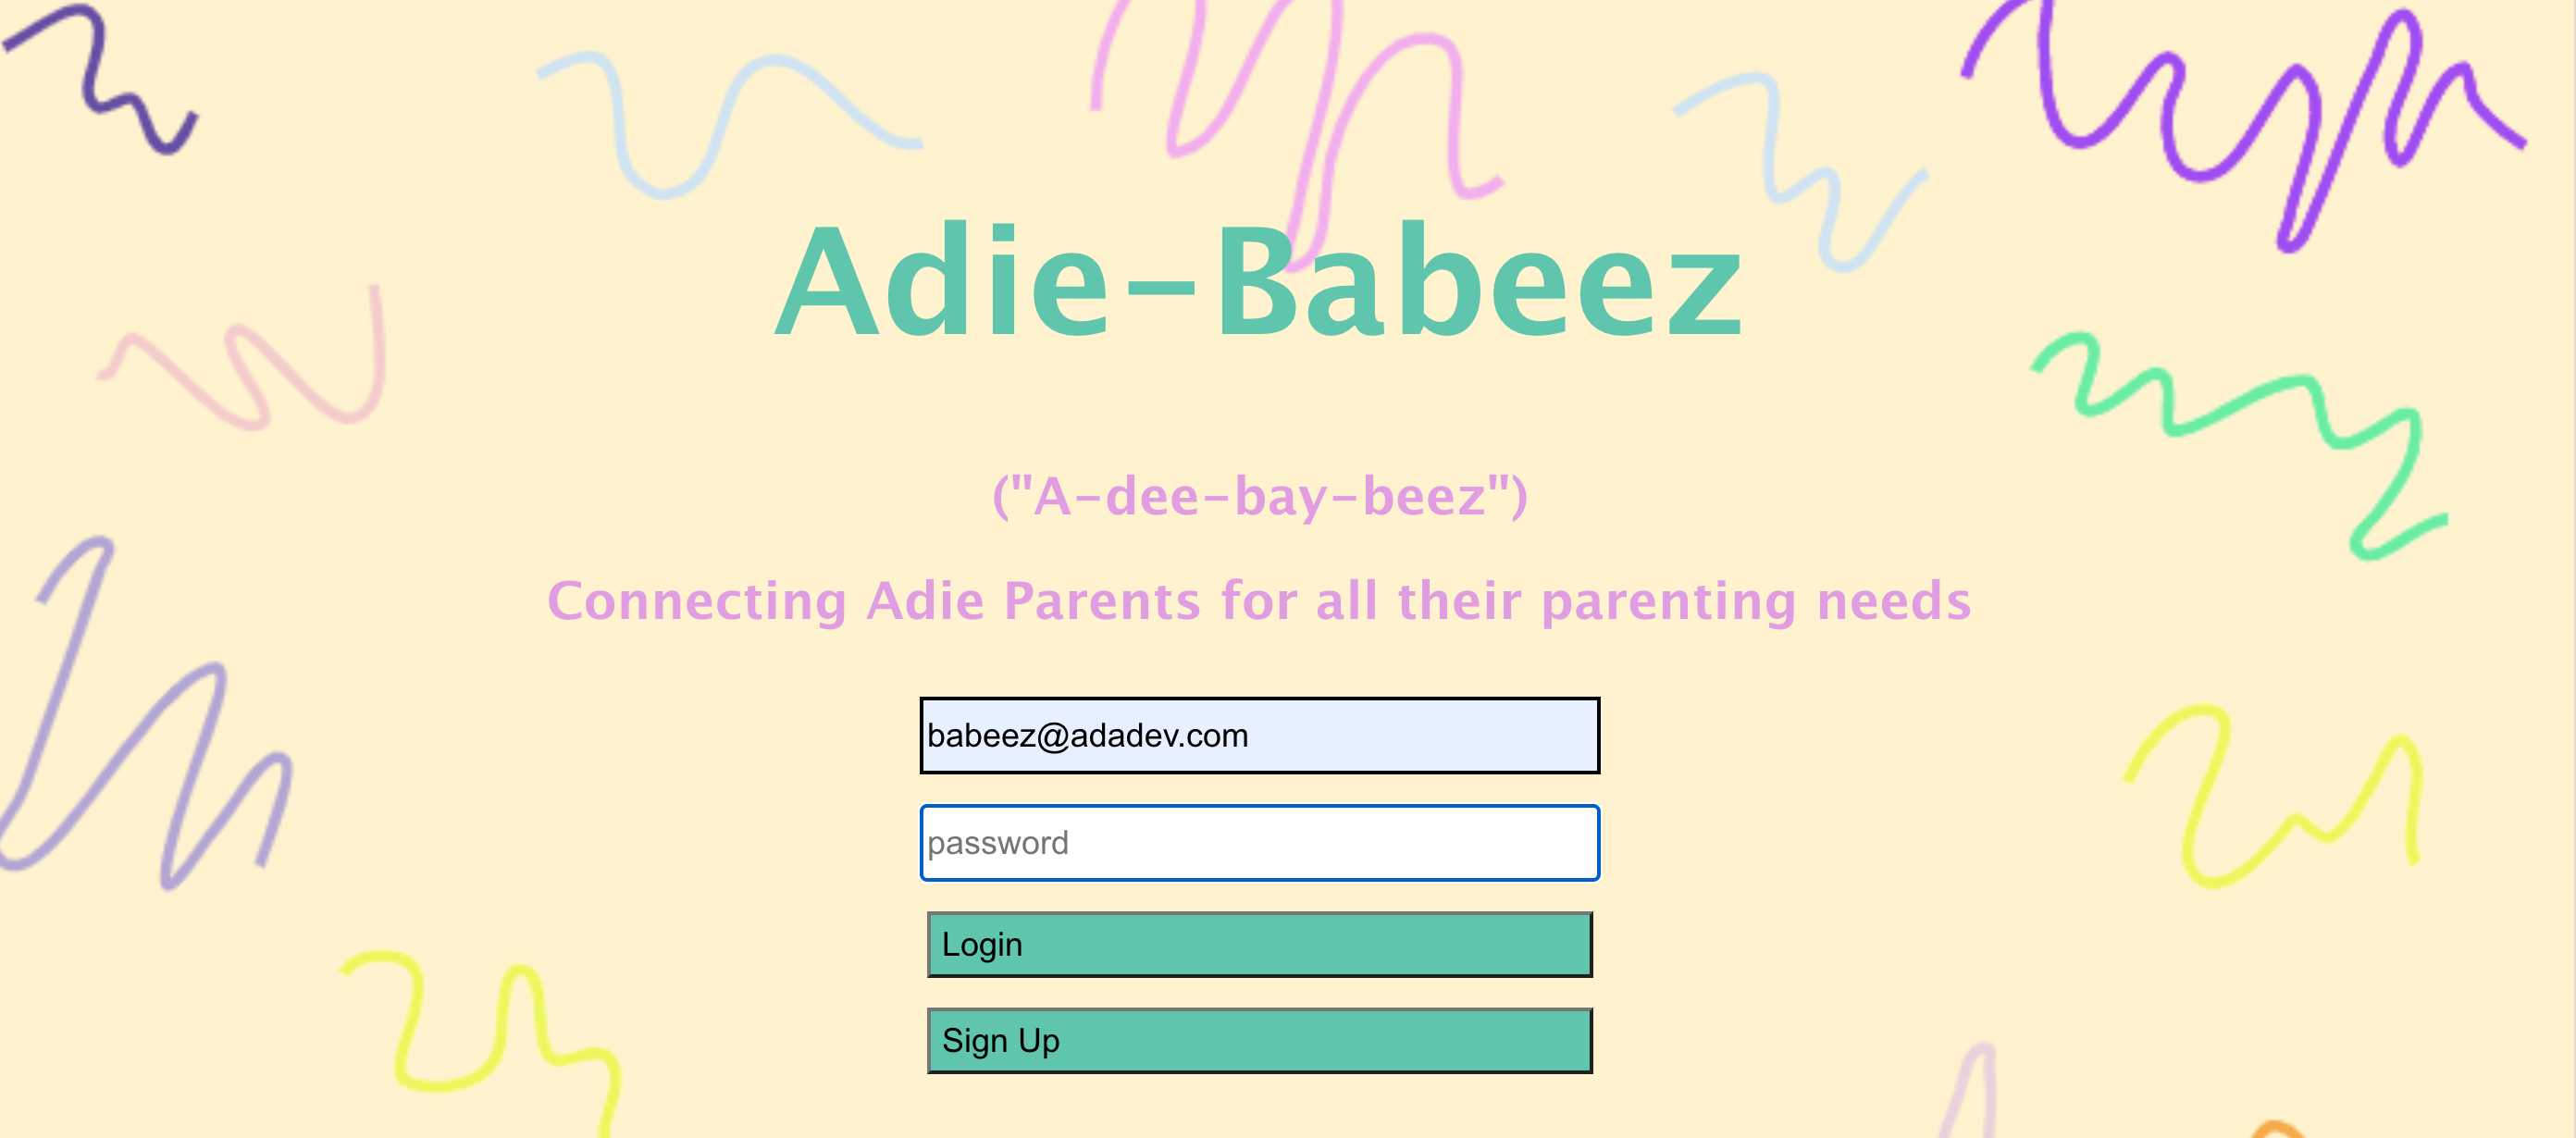 Adie-Babeez
("A-dee-bay-beez")
Connecting Adie Parents for all their parenting needs
babeez@adadev.com
password
Login
Sign Up